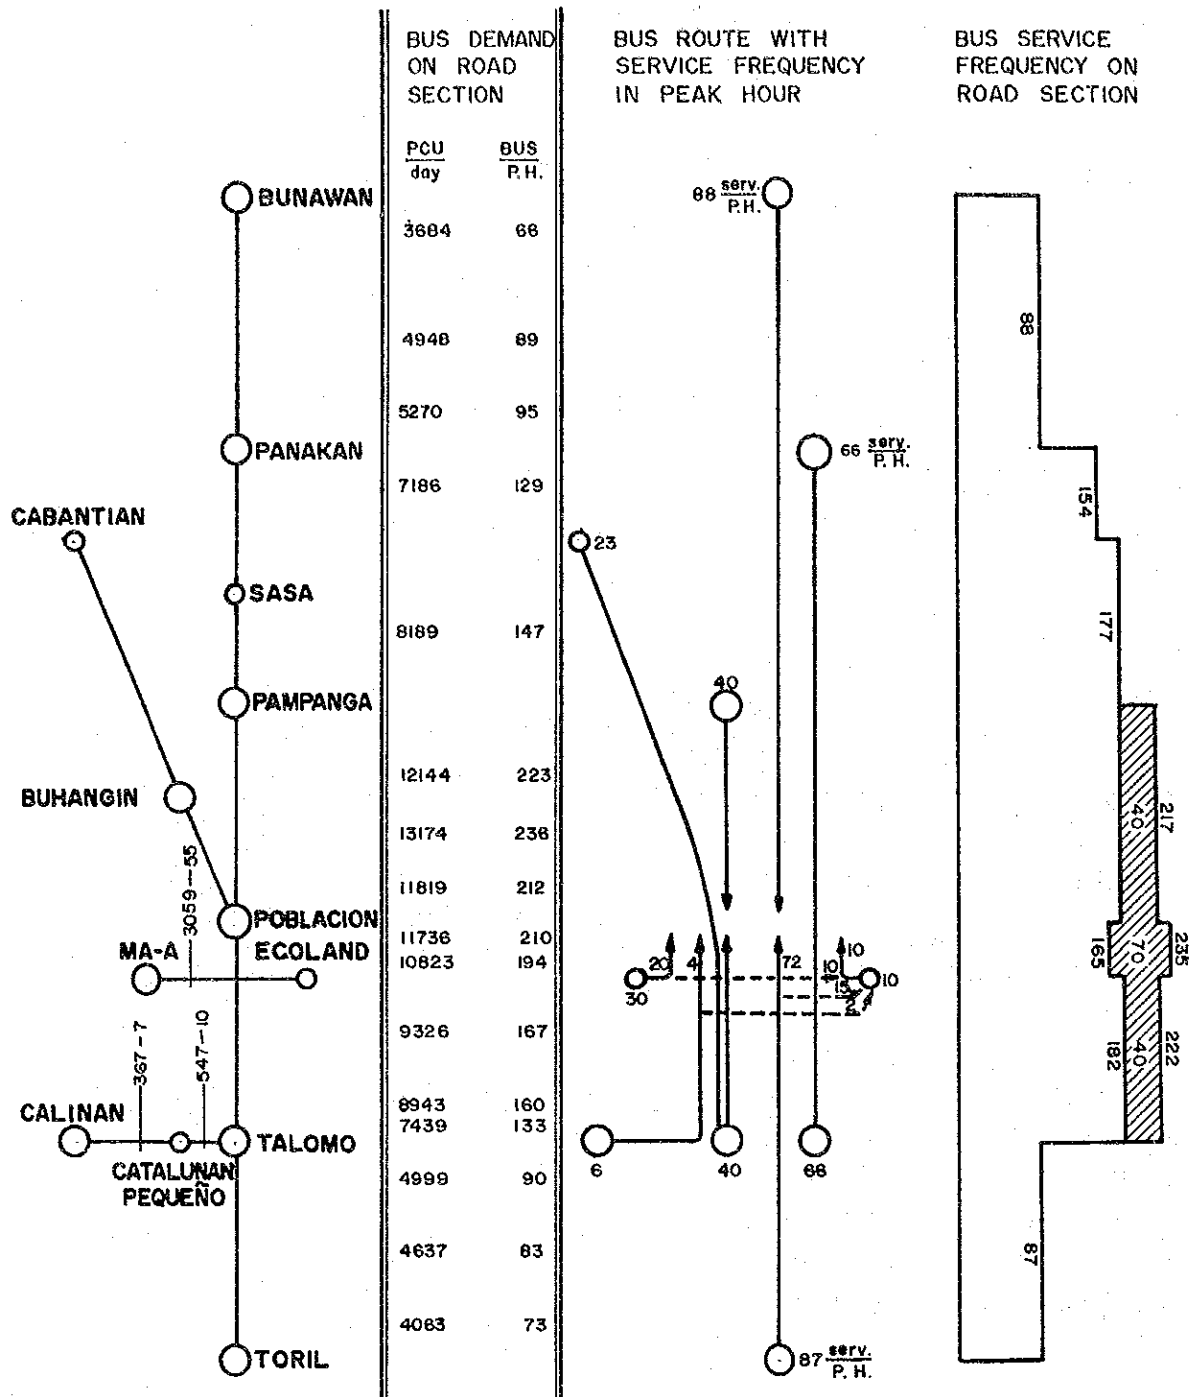 BUS DEMAND
ON ROAD
SECTION
BUS ROUTE WITH
SERVICE FREQUENCY
IN PEAK HOUR
BUS SERVICE
FREQUENCY ON
ROAD SECTION
PCU
day
BUS
P.H.
BUNAWAN
88 serv.
P.H.
3684 66
88
4948 89
5270 95
PANAKAN
66 serv.
P.H.
7186 129
154
CABANTIAN
23
SASA
8189 147
177
PAMPANGA
40
12144 223
BUHANGIN
40
217
13174 236
3059-55
11819 212
POBLACION
11736 210
MA-A
ECOLAND
10823 194
20
4
72
10
10
30
10
15
2
165
70
235
9326 167
367-7
547-10
182
40
222
8943 160
CALINAN
7439 133
TALOMO
CATALUNAN
PEQUEÑO
6
40
66
4999 90
4637 83
87
4063 73
TORIL
87 serv.
P.H.